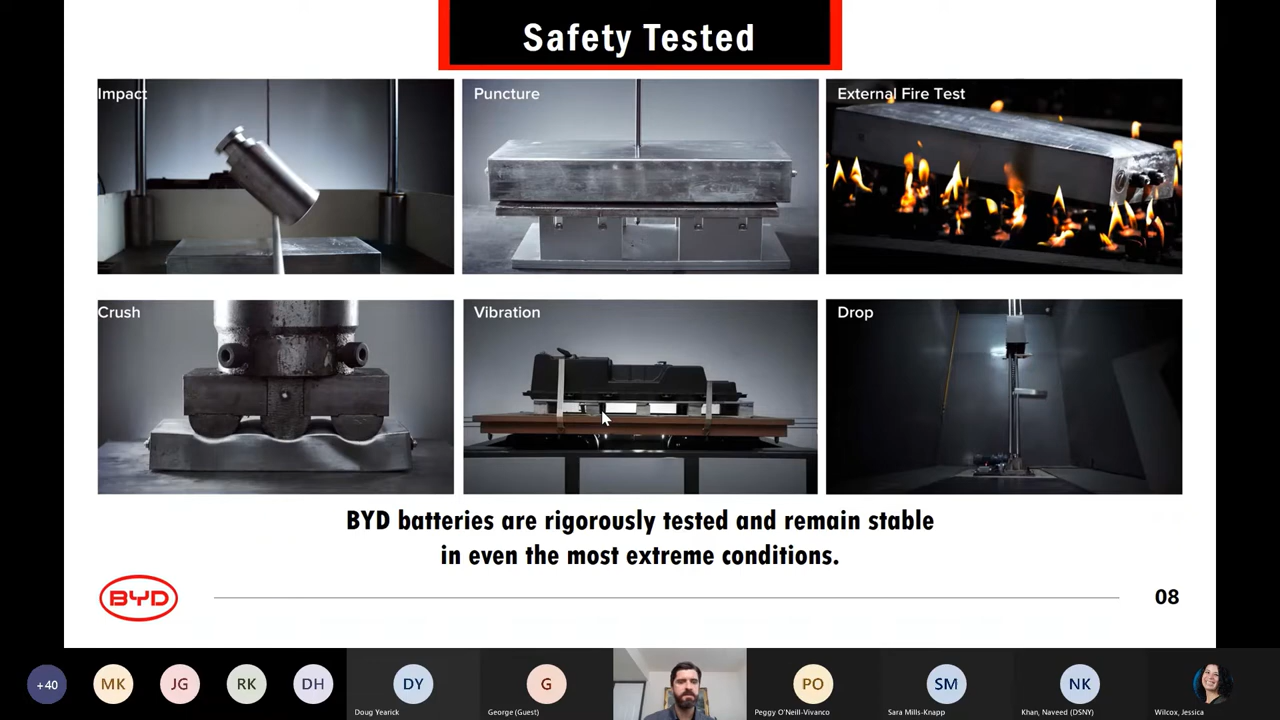 Safety Tested
Impact
Puncture
External Fire Test
Crush
Vibration
Drop
BYD batteries are rigorously tested and remain stable
in even the most extreme conditions.
BYD
08
+40
MK
JG
RK
DH
DY
Doug Yearick
G
George (Guest)
PO
Peggy O'Neill-Vivanco
SM
Sara Mills-Knapp
NK
Khan, Naveed (DSNY)
Wilcox, Jessica